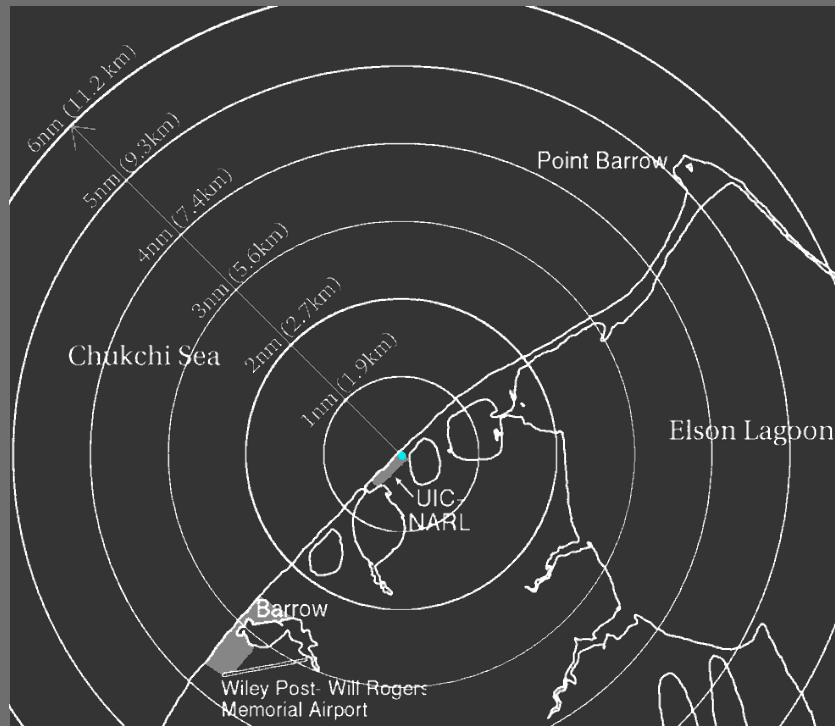 6nm (11.2 km)
5nm (9.3km)
4nm (7.4km)
3nm (5.6km)
2nm (2.7km)
1nm (1.9km)
Point Barrow
Chukchi Sea
Elson Lagoon
UIC-
NARL
Barrow
Wiley Post- Will Rogers
Memorial Airport